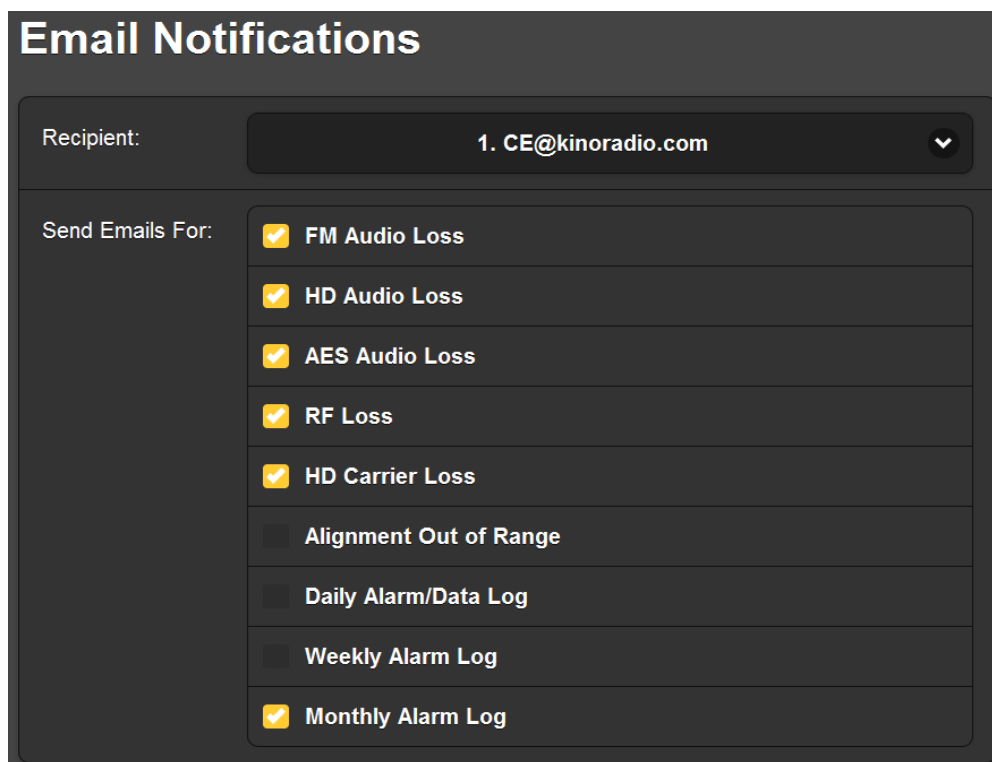 Email Notifications
Recipient:
1. CE@kinoradio.com
Send Emails For:
FM Audio Loss
HD Audio Loss
AES Audio Loss
RF Loss
HD Carrier Loss
Alignment Out of Range
Daily Alarm/Data Log
Weekly Alarm Log
Monthly Alarm Log